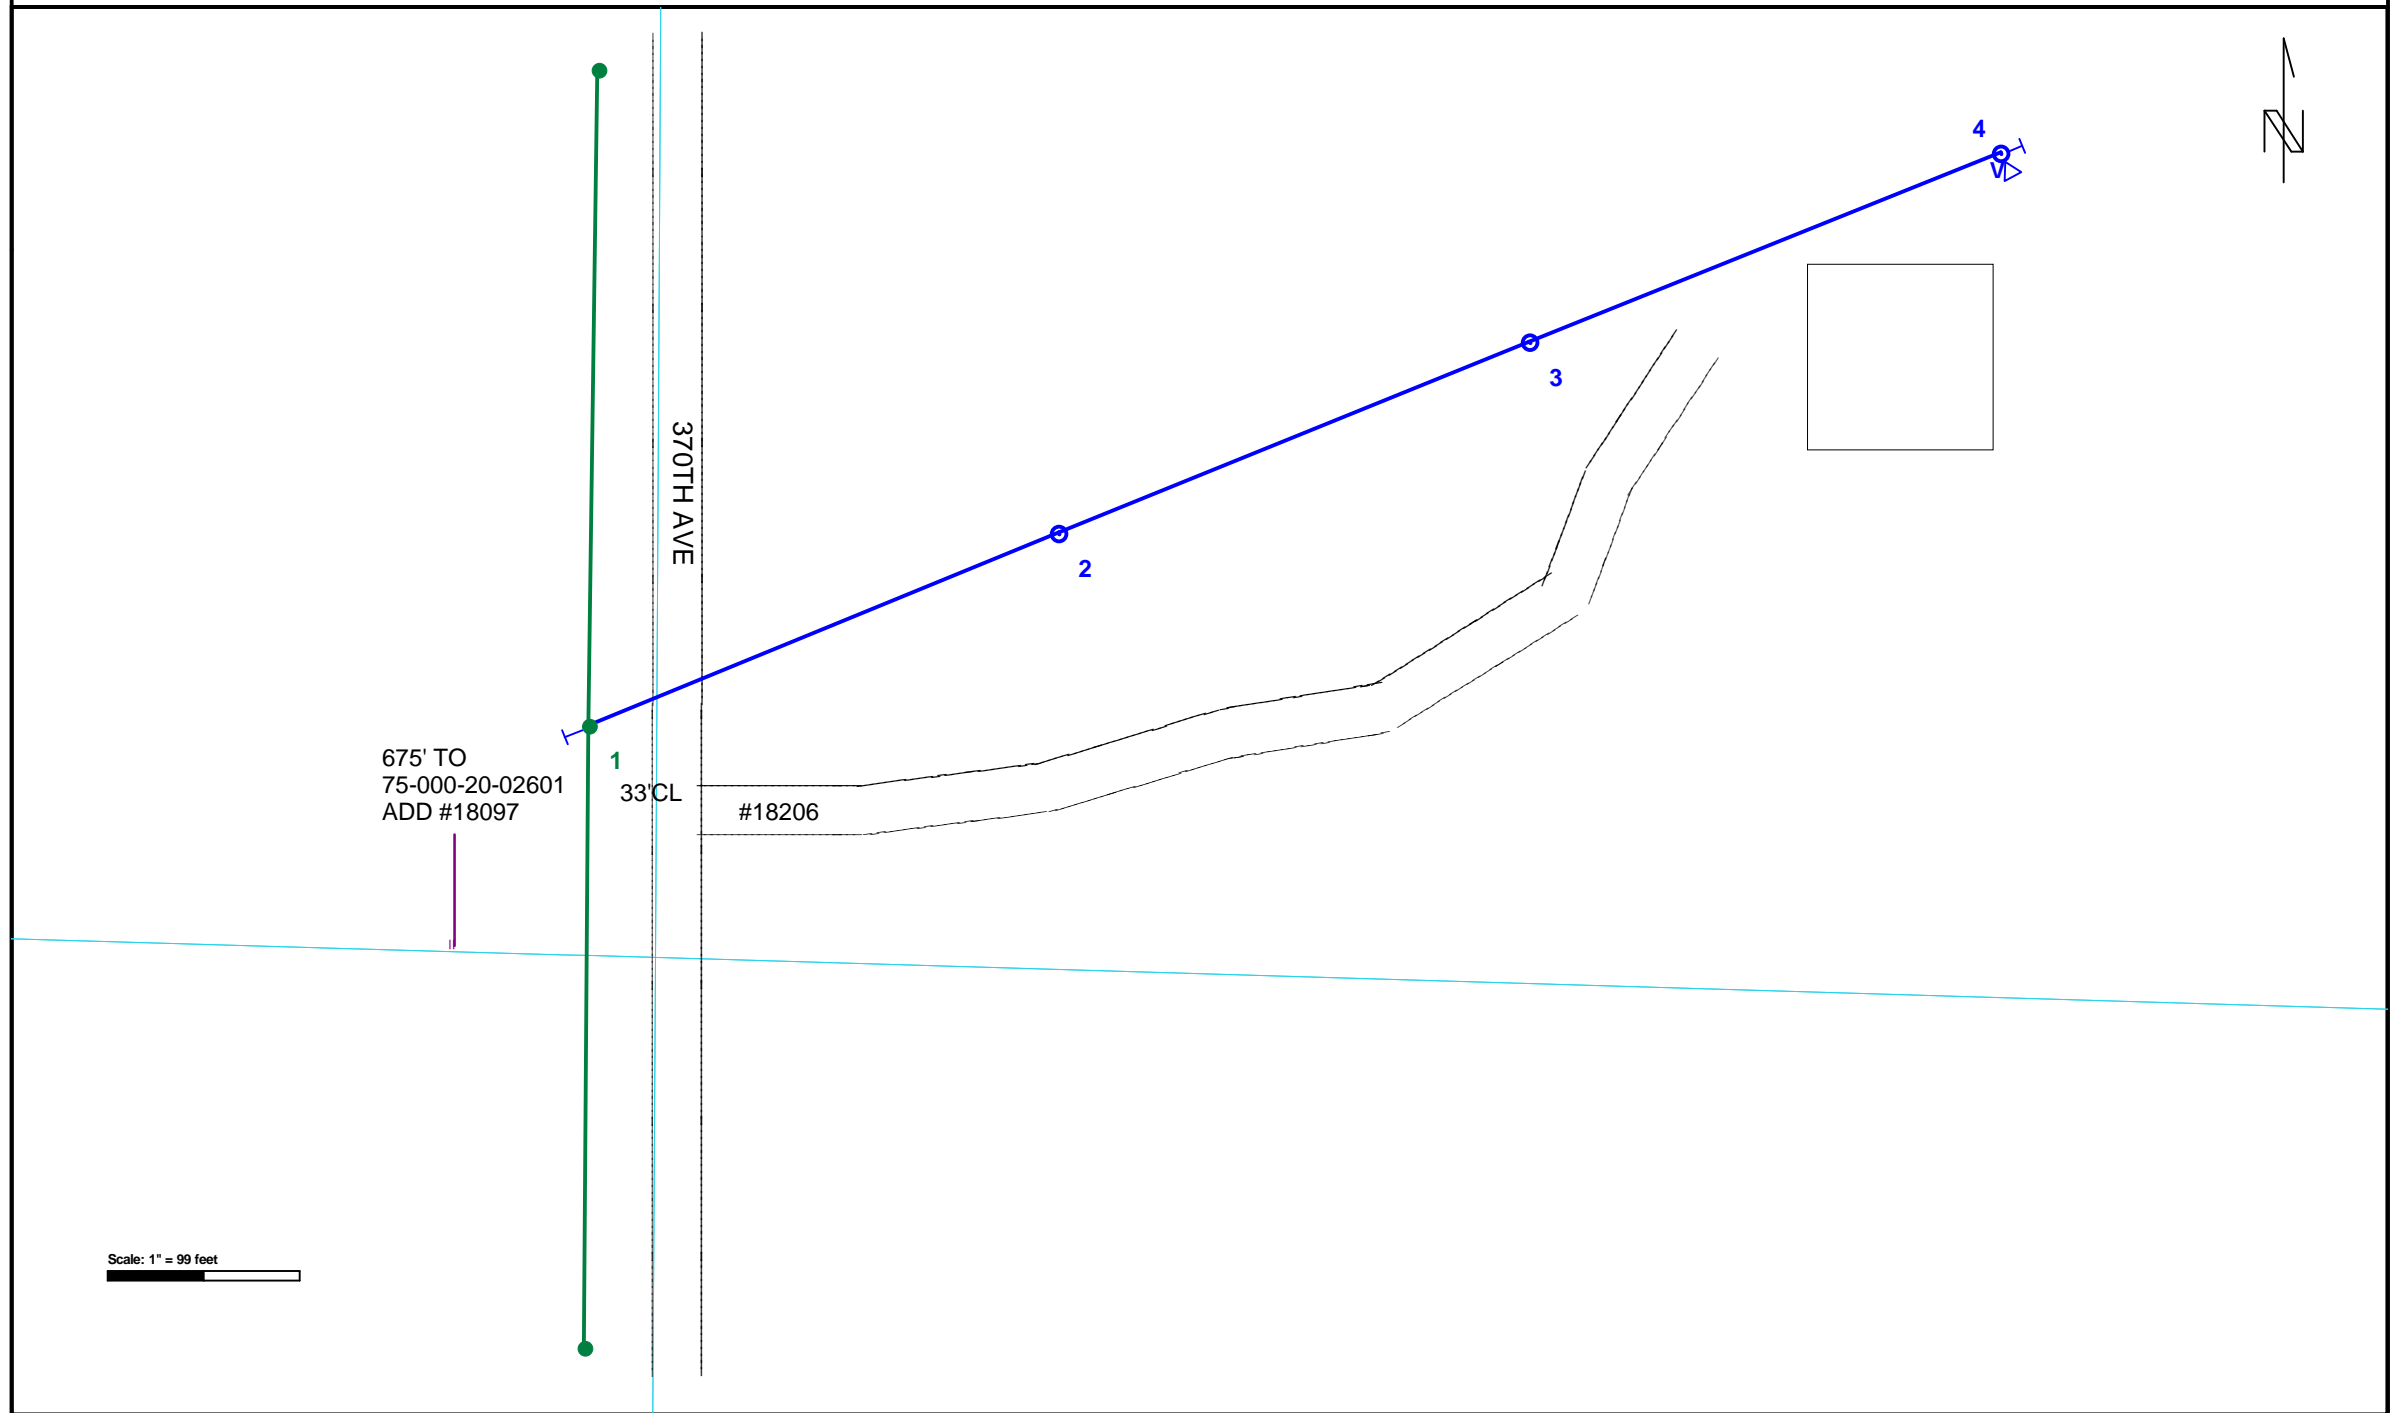 4
N
V
3
370TH AVE
2
675' TO
75-000-20-02601
ADD #18097
1
33'CL
#18206
Scale: 1" = 99 feet